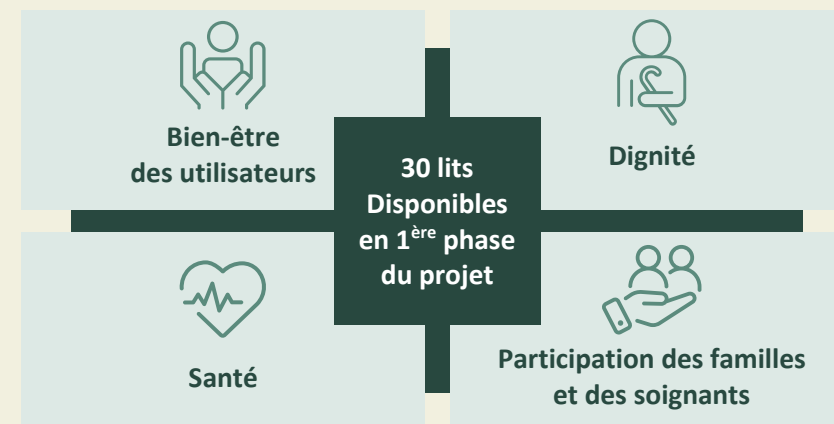 Bien-être
des utilisateurs
Dignité
30 lits
Disponibles
en 1ère phase
du projet
Santé
Participation des familles
et des soignants